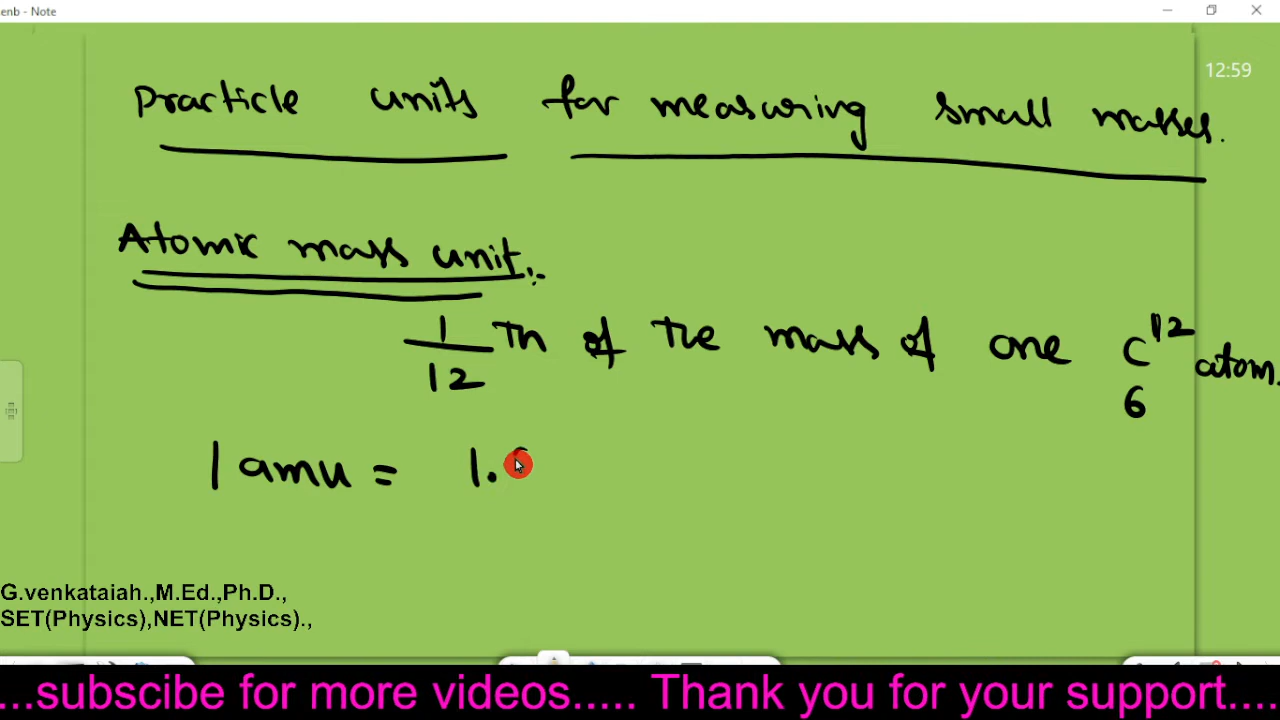 enb - Note
12:59
Practicle units for measuring small masses.
Atomic mass unit:-
1/12 Th of the mass of one 6C12 atom.
1 amu = 1.
G.venkataiah.,M.Ed.,Ph.D.,
SET(Physics),NET(Physics).,
...subscibe for more videos..... Thank you for your support....